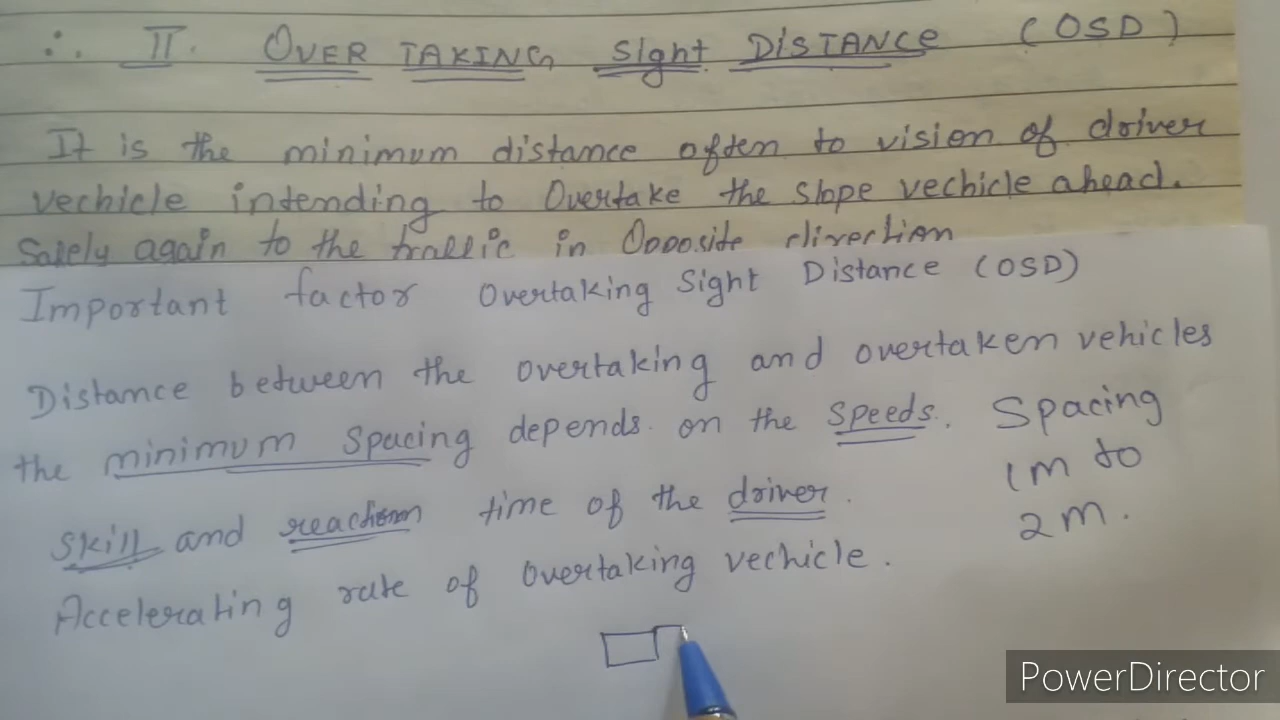 ∴ II. OVER TAKING Sight DISTANCE (OSD)
It is the minimum distance often to vision of driver
vechicle intending to Overtake the slope vechicle ahead.
Safely again to the traffic in Opposite direction
Important factor Overtaking Sight Distance (OSD)
Distance between the overtaking and overtaken vehicles
the minimum spacing depends on the speeds. Spacing
1m to
2m.
Skill and reaction time of the driver.
Accelerating rate of Overtaking vechicle.
PowerDirector